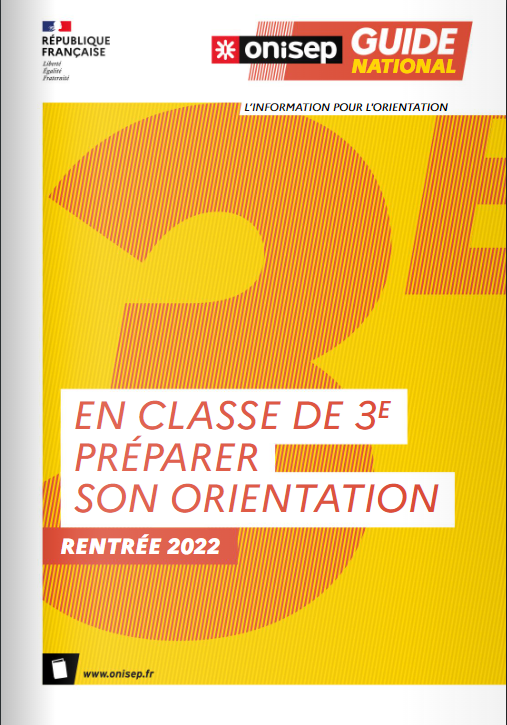 RÉPUBLIQUE
FRANÇAISE
Liberté
Égalité
Fraternité
onisep
GUIDE
NATIONAL
L'INFORMATION POUR L'ORIENTATION
3E
EN CLASSE DE 3E
PRÉPARER
SON ORIENTATION
RENTRÉE 2022
www.onisep.fr